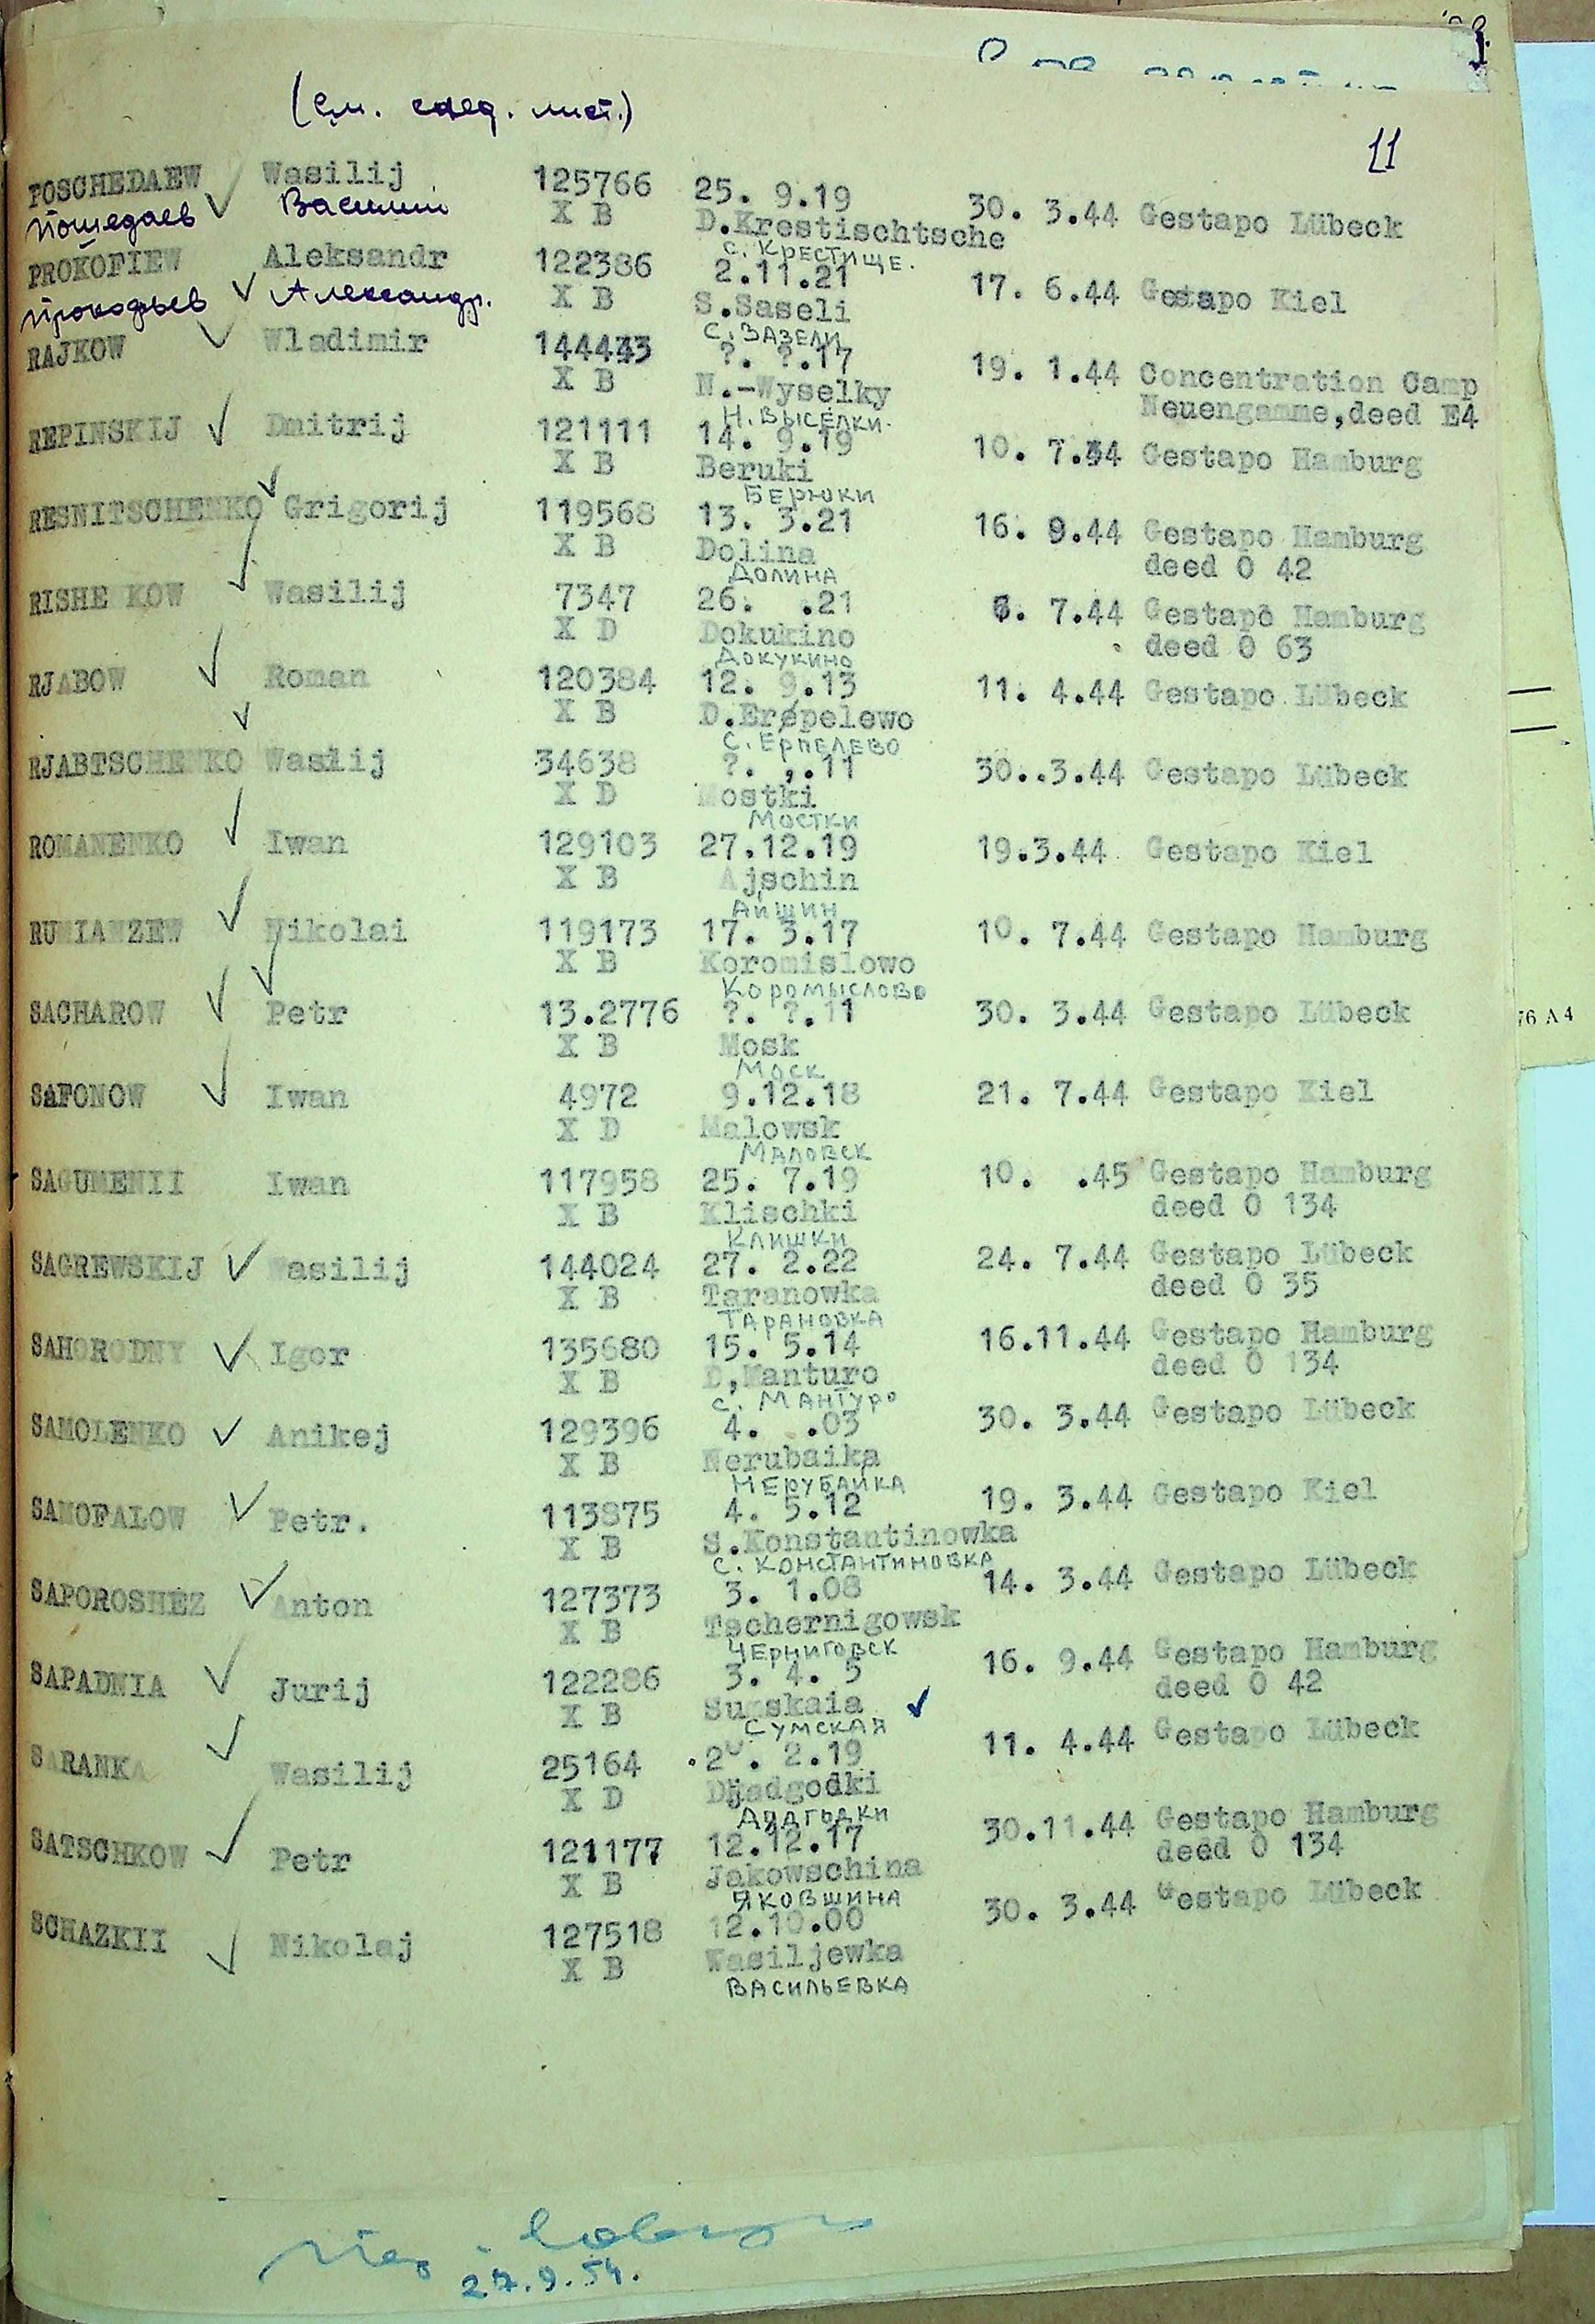 11
(см. след. лист.)
POSCHEDAEW Wasilij 125766 25. 9.19 30. 3.44 Gestapo Lübeck
Пошедаев Василий X B D.Krestischtsche
с. КРЕСТИЩЕ.
PROKOFIEW Aleksandr 122386 2.11.21 17. 6.44 Gestapo Kiel
Прокофьев Александр. X B S.Saseli
с. ЗАЗЕЛИ
RAJKOW Wladimir 144433 ?. ?.17 19. 1.44 Concentration Camp
X B N.-Wyselky Neuengamme,deed E4
Н. ВЫСЕЛКИ.
REPINSKIJ Dmitrij 121111 14. 9.19 10. 7.44 Gestapo Hamburg
X B Beruki
БЕРЮКИ
RESNITSCHENKO Grigorij 119568 13. 3.21 16. 9.44 Gestapo Hamburg
X B Dolina deed O 42
ДОЛИНА
RISHE KOW Wasilij 7347 26. .21 6. 7.44 Gestapo Hamburg
X D Dokukino deed O 63
ДОКУКИНО
RJABOW Roman 120384 12. 9.13 11. 4.44 Gestapo Lübeck
X B D.Erepelewo
С. ЕРПЕЛЕВО
RJABTSCHENKO Waslij 34638 ?. ,.11 30..3.44 Gestapo Lübeck
X D Mostki
МОСТКИ
ROMANENKO Iwan 129103 27.12.19 19.3.44 Gestapo Kiel
X B Ajschin
АЙШИН
RUMIANZEW Nikolai 119173 17. 3.17 10. 7.44 Gestapo Hamburg
X B Koromislowo
КОРОМЫСЛОВО
SACHAROW Petr 13.2776 ?. ?.11 30. 3.44 Gestapo Lübeck
X B Mosk
МОСК
76 A 4
SAFONOW Iwan 4972 9.12.18 21. 7.44 Gestapo Kiel
X D Malowsk
МАЛОВСК
SAGUMENII Iwan 117958 25. 7.19 10. .45 Gestapo Hamburg
X B Klischki deed O 134
КЛИШКИ
SAGREWSKIJ Wasilij 144024 27. 2.22 24. 7.44 Gestapo Lübeck
X B Taranowka deed O 35
ТАРАНОВКА
SAHORODNY Igor 135680 15. 5.14 16.11.44 Gestapo Hamburg
X B D,Manturo deed O 134
с. МАНТУРО
SAMOLENKO Anikej 129396 4. .03 30. 3.44 Gestapo Lübeck
X B Nerubaika
НЕРУБАЙКА
SAMOFALOW Petr. 113875 4. 5.12 19. 3.44 Gestapo Kiel
X B S.Konstantinowka
С. КОНСТАНТИНОВКА
SAPOROSHEZ Anton 127373 3. 1.08 14. 3.44 Gestapo Lübeck
X B Tschernigowsk
ЧЕРНИГОВСК
SAPADNIA Jurij 122286 3. 4. 5 16. 9.44 Gestapo Hamburg
X B Sumskaia deed O 42
СУМСКАЯ
SARANKA Wasilij 25164 2.19 11. 4.44 Gestapo Lübeck
X D Djadgodki
SATSCHKOW Petr 121177 12.12.17 30.11.44 Gestapo Hamburg
X B Jakowschina deed O 134
ЯКОВШИНА
SCHAZKII Nikolaj 127518 12.10.00 30. 3.44 Gestapo Lübeck
X B Wasiljewka
ВАСИЛЬЕВКА
27.9.54.